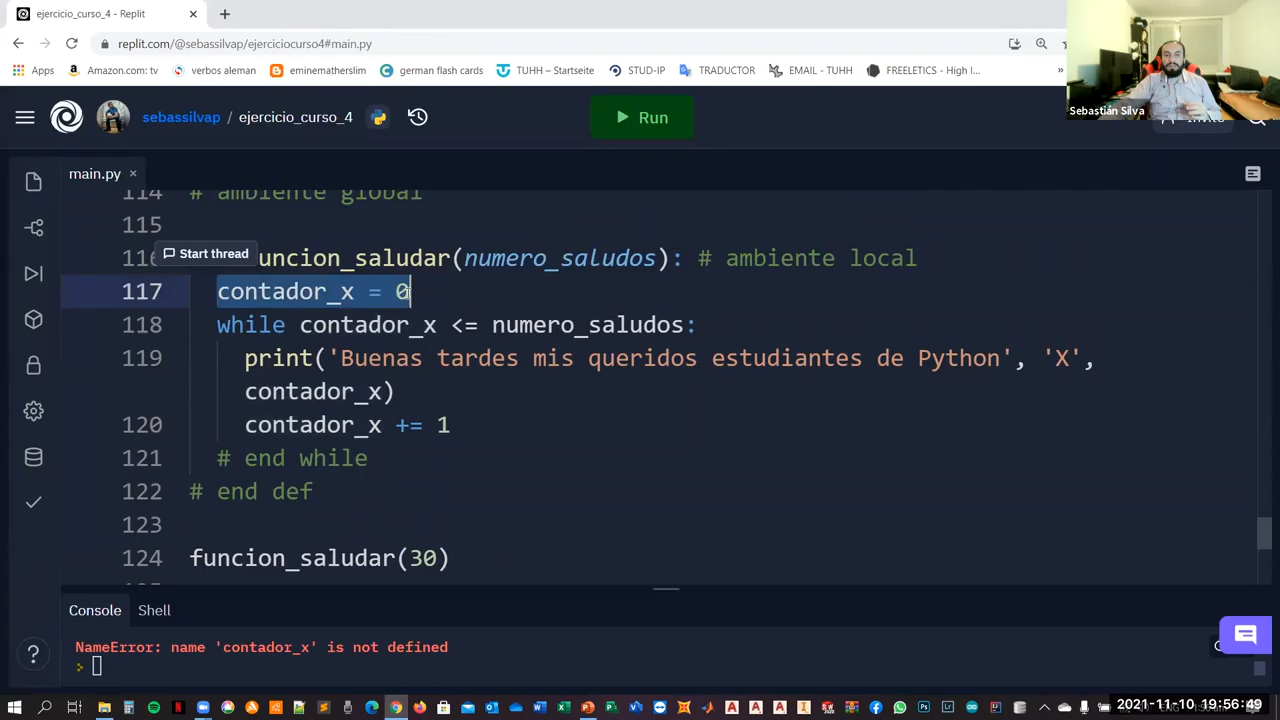 ejercicio_curso_4 - Replit
replit.com/@sebassilvap/ejerciciocurso4#main.py
Apps
Amazon.com: tv
verbos aleman
eminematherslim
german flash cards
TUHH – Startseite
STUD-IP
TRADUCTOR
EMAIL - TUHH
FREELETICS - High I...
»
Sebastián Silva
sebassilvap / ejercicio_curso_4
Run
main.py
114 # ambiente global
115
Start thread
116 funcion_saludar(numero_saludos): # ambiente local
117 contador_x = 0
118 while contador_x <= numero_saludos:
119 print('Buenas tardes mis queridos estudiantes de Python', 'X',
contador_x)
120 contador_x += 1
121 # end while
122 # end def
123
124 funcion_saludar(30)
Console
Shell
NameError: name 'contador_x' is not defined
?
2021-11-10 19:56:49